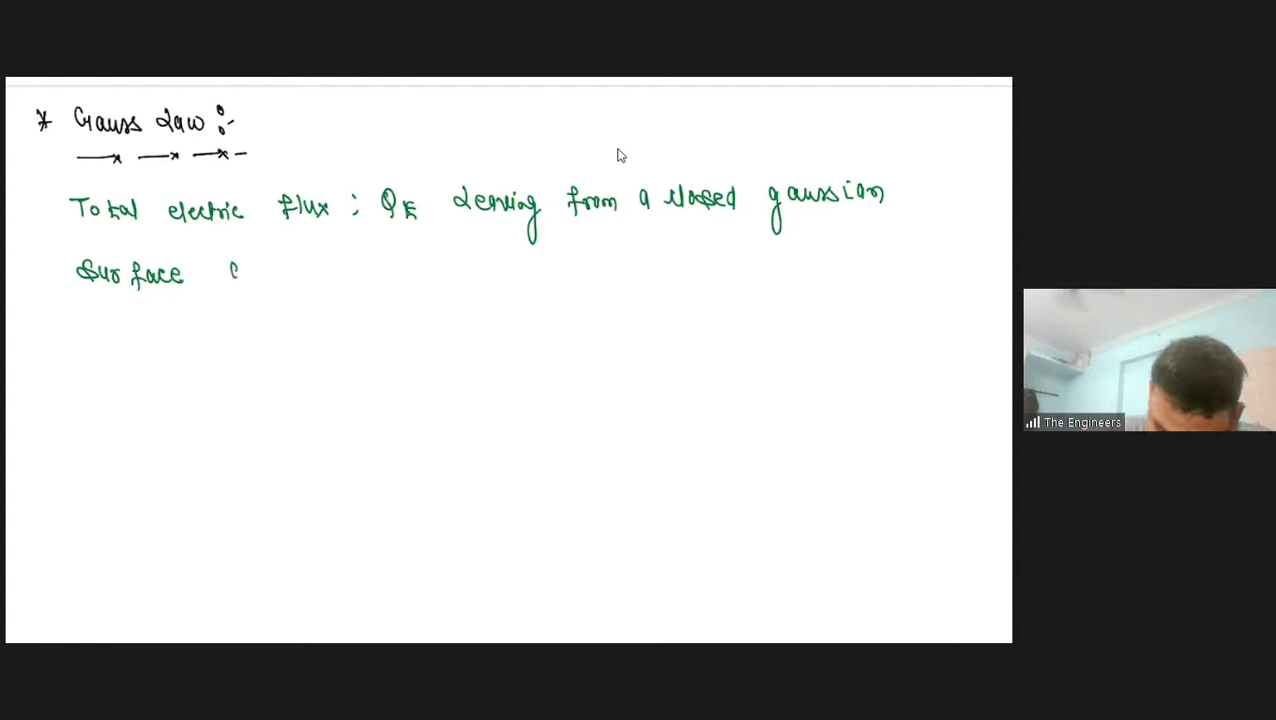 * Gauss Law :-
Total electric flux : ΦE Leaving from a closed gaussian
Surface
The Engineers